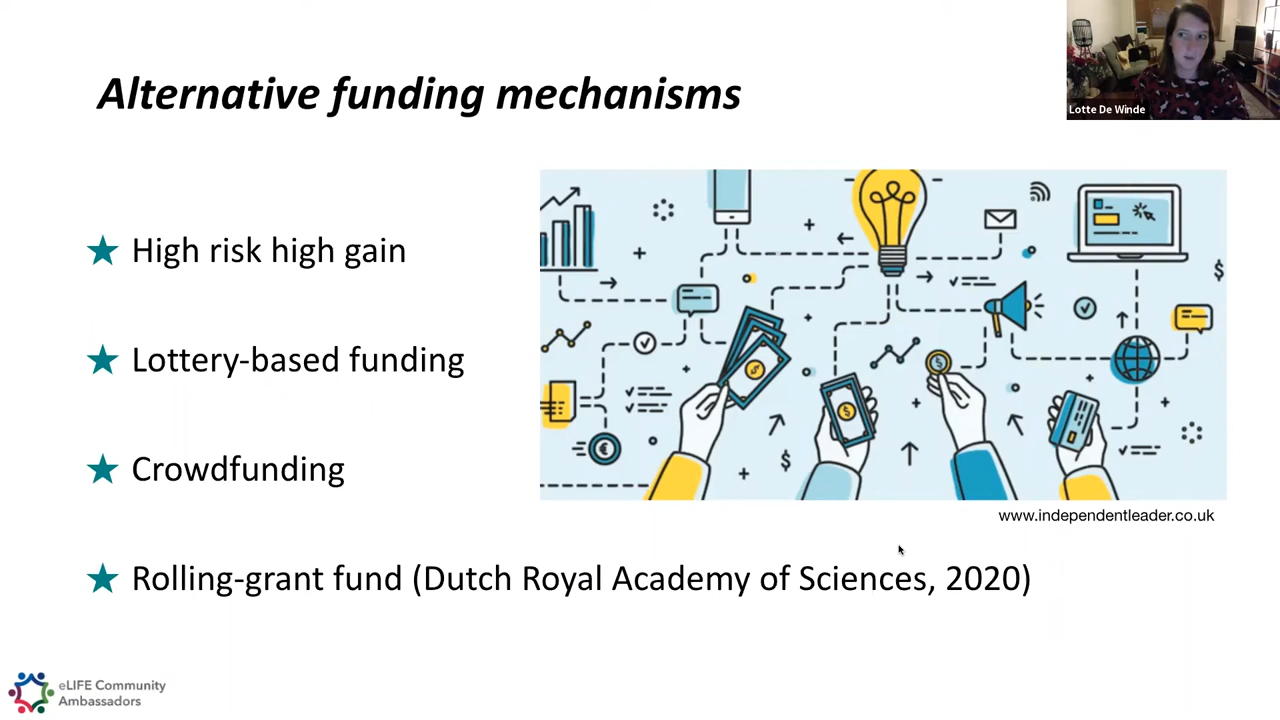 Lotte De Winde
Alternative funding mechanisms
High risk high gain
Lottery-based funding
Crowdfunding
www.independentleader.co.uk
Rolling-grant fund (Dutch Royal Academy of Sciences, 2020)
eLIFE Community
Ambassadors